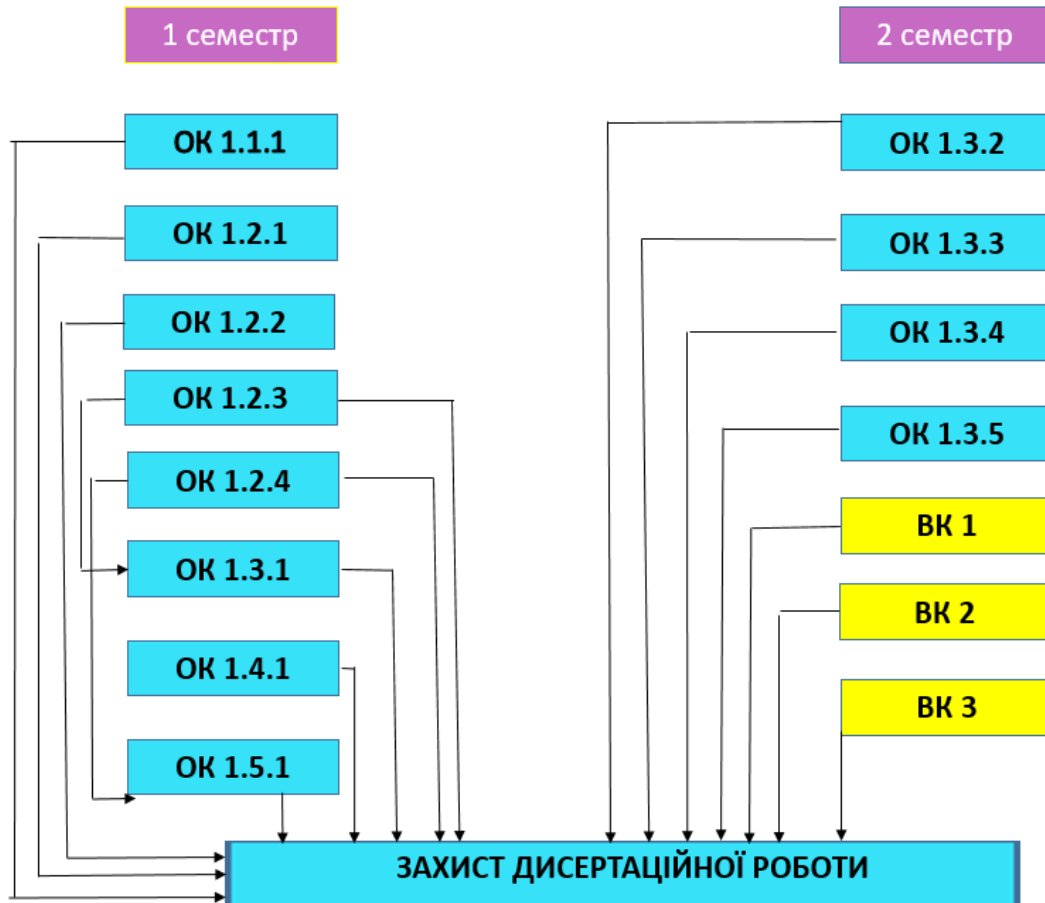 1 семестр
2 семестр
ОК 1.1.1
ОК 1.2.1
ОК 1.2.2
ОК 1.2.3
ОК 1.2.4
ОК 1.3.1
ОК 1.4.1
ОК 1.5.1
ОК 1.3.2
ОК 1.3.3
ОК 1.3.4
ОК 1.3.5
ВК 1
ВК 2
ВК 3
ЗАХИСТ ДИСЕРТАЦІЙНОЇ РОБОТИ